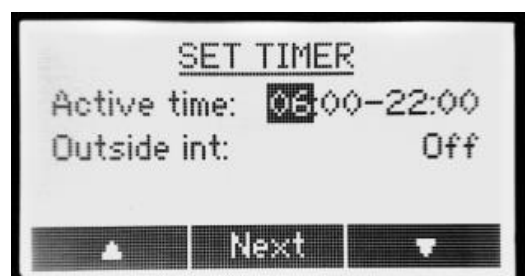 SET TIMER
Active time: 06:00-22:00
Outside int: Off
▲ Next ▼